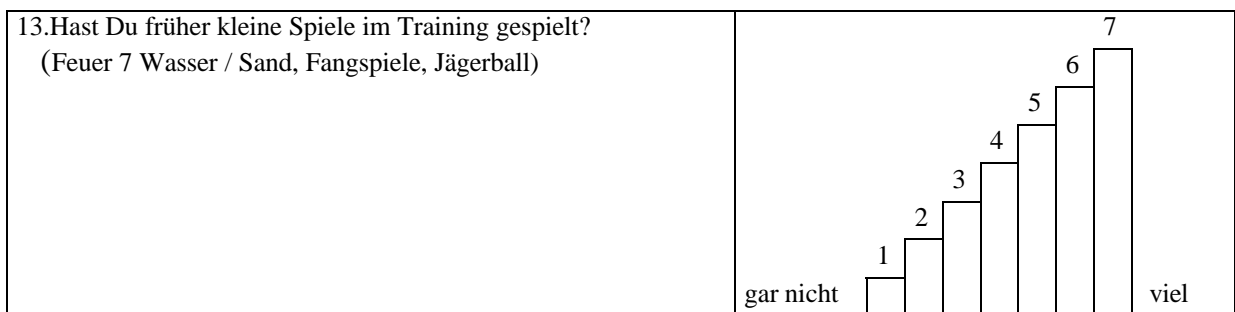 13.Hast Du früher kleine Spiele im Training gespielt?
(Feuer 7 Wasser / Sand, Fangspiele, Jägerball)
7
6
5
4
3
2
1
gar nicht
viel